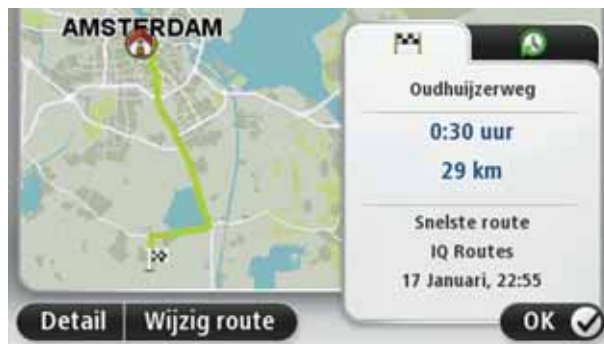 AMSTERDAM
Oudhuijzerweg
0:30 uur
29 km
Snelste route
IQ Routes
17 Januari, 22:55
Detail
Wijzig route
OK